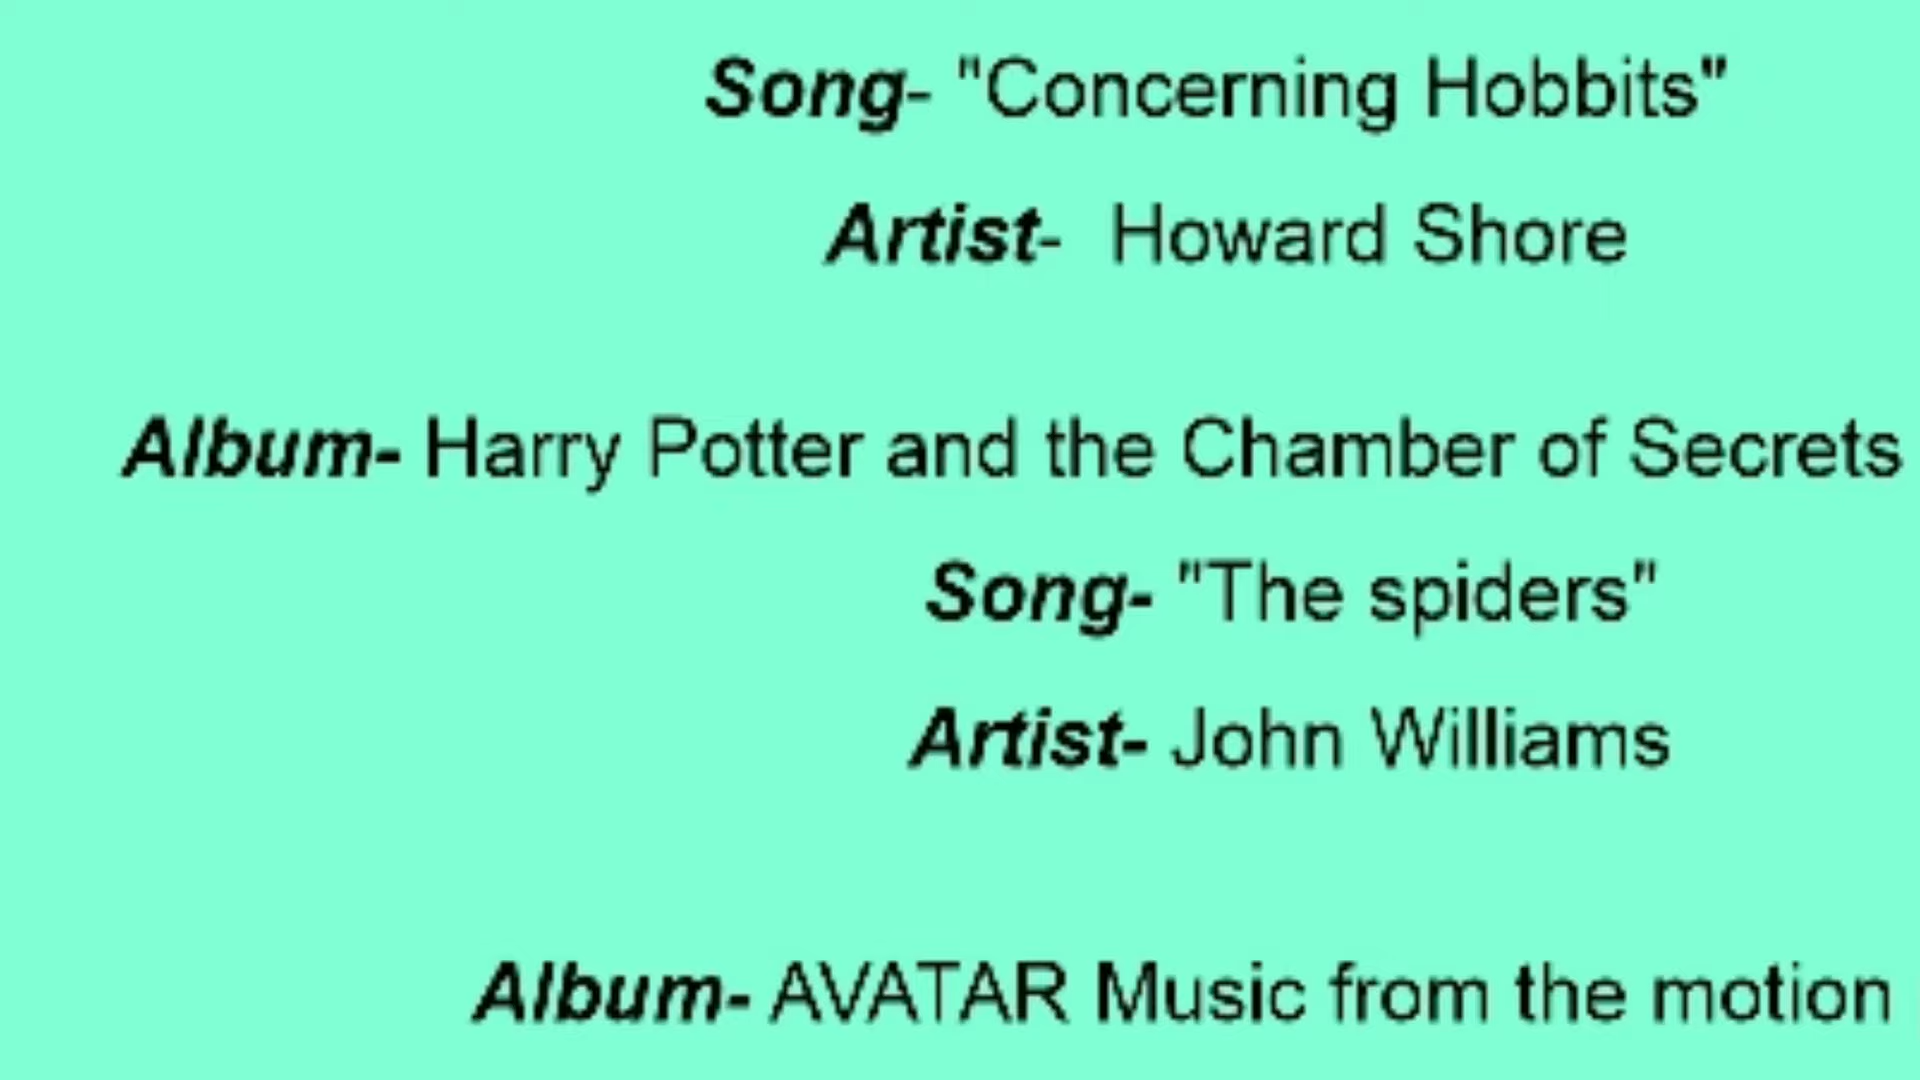 Song- "Concerning Hobbits"
Artist-  Howard Shore
Album- Harry Potter and the Chamber of Secrets
Song- "The spiders"
Artist- John Williams
Album- AVATAR Music from the motion